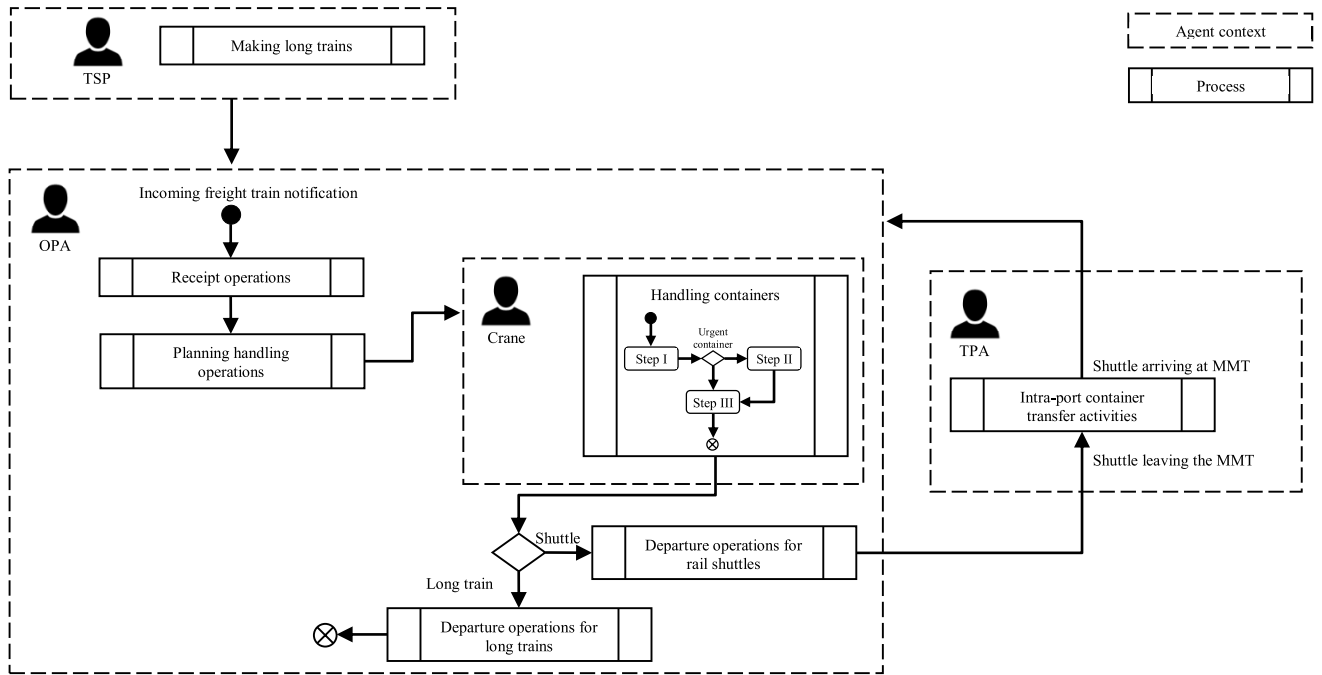 Making long trains
TSP
Agent context
Process
Incoming freight train notification
OPA
Receipt operations
Planning handling
operations
Crane
Handling containers
Urgent
container
Step I
Step II
Step III
TPA
Shuttle arriving at MMT
Intra-port container
transfer activities
Shuttle leaving the MMT
Shuttle
Departure operations for
rail shuttles
Long train
Departure operations for
long trains